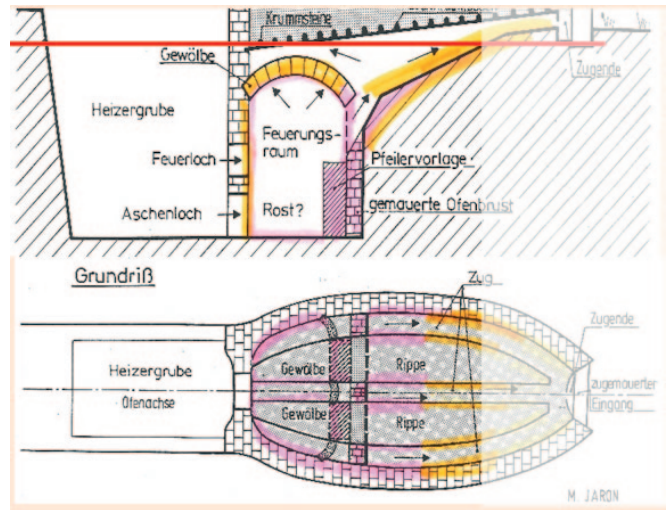 Krummsteine
Gewölbe
Zugende
Heizergrube
Feuerungs-
raum
Feuerloch
Pfeilervorlage
Aschenloch
Rost?
gemauerte Ofenbrust
Grundriß
Zug
Zugende
Heizergrube
Ofenachse
Gewölbe
Rippe
zugemauerter
Eingang
Gewölbe
Rippe
M. JARON